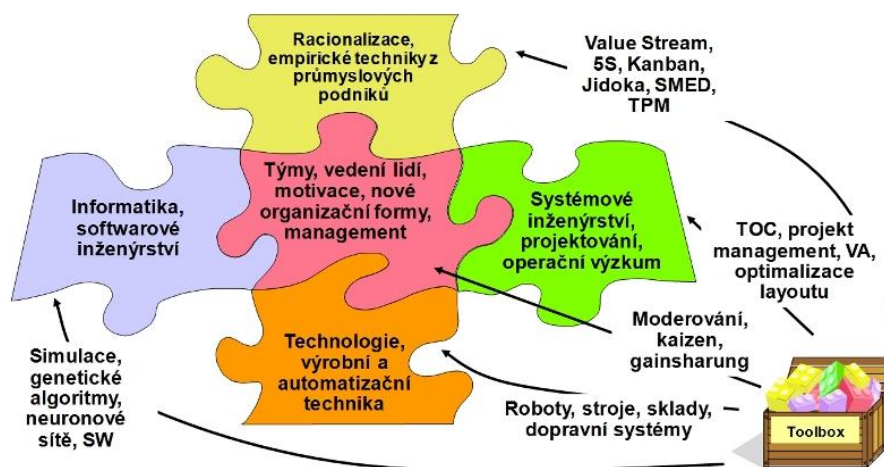 Racionalizace,
empirické techniky z
průmyslových
podniků
Value Stream,
5S, Kanban,
Jidoka, SMED,
TPM
Informatika,
softwarové
inženýrství
Týmy, vedení lidí,
motivace, nové
organizační formy,
management
Systémové
inženýrství,
projektování,
operační výzkum
TOC, projekt
management, VA,
optimalizace
layoutu
Moderování,
kaizen,
gainsharung
Simulace,
genetické
algoritmy,
neuronové
sítě, SW
Technologie,
výrobní a
automatizační
technika
Roboty, stroje, sklady,
dopravní systémy
Toolbox